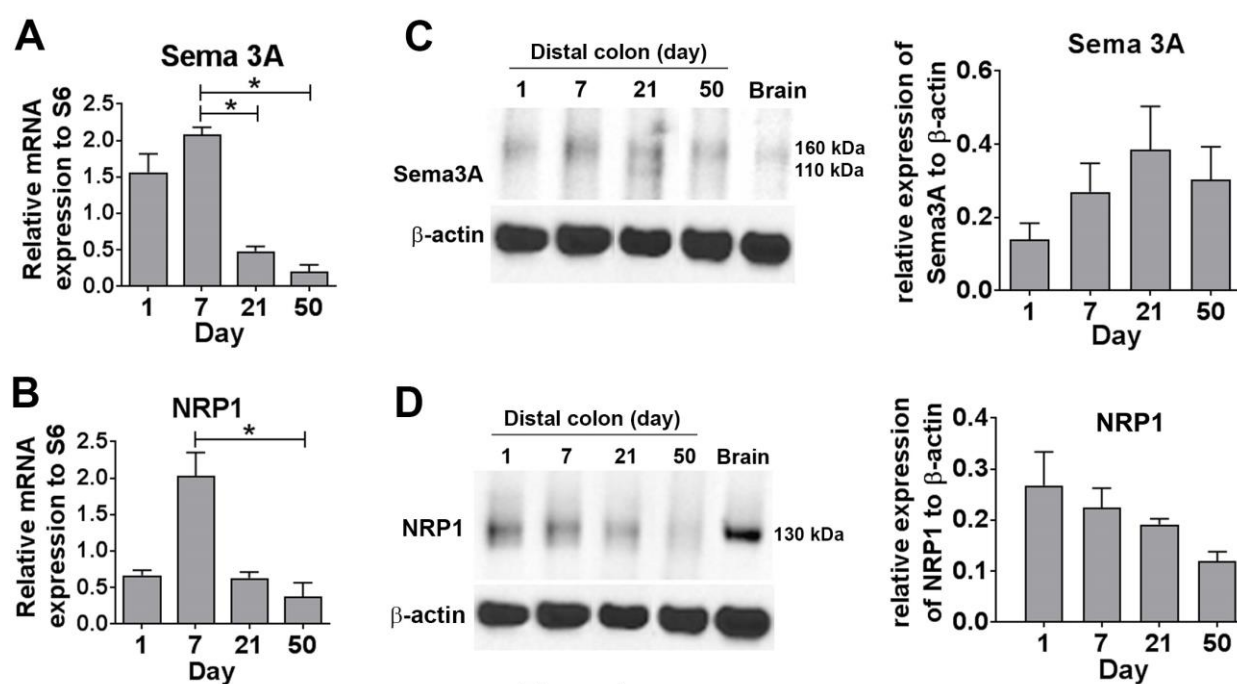 A
Sema 3A
Relative mRNA
expression to S6
2.5
2.0
1.5
1.0
0.5
0.0
* *
1 7 21 50
Day
B
NRP1
Relative mRNA
expression to S6
2.5
2.0
1.5
1.0
0.5
0.0
*
1 7 21 50
Day
C
Distal colon (day)
1 7 21 50 Brain
Sema3A
160 kDa
110 kDa
β-actin
Sema 3A
relative expression of
Sema3A to β-actin
0.6
0.4
0.2
0.0
1 7 21 50
Day
D
Distal colon (day)
1 7 21 50 Brain
NRP1
130 kDa
β-actin
NRP1
relative expression
of NRP1 to β-actin
0.4
0.3
0.2
0.1
0.0
1 7 21 50
Day